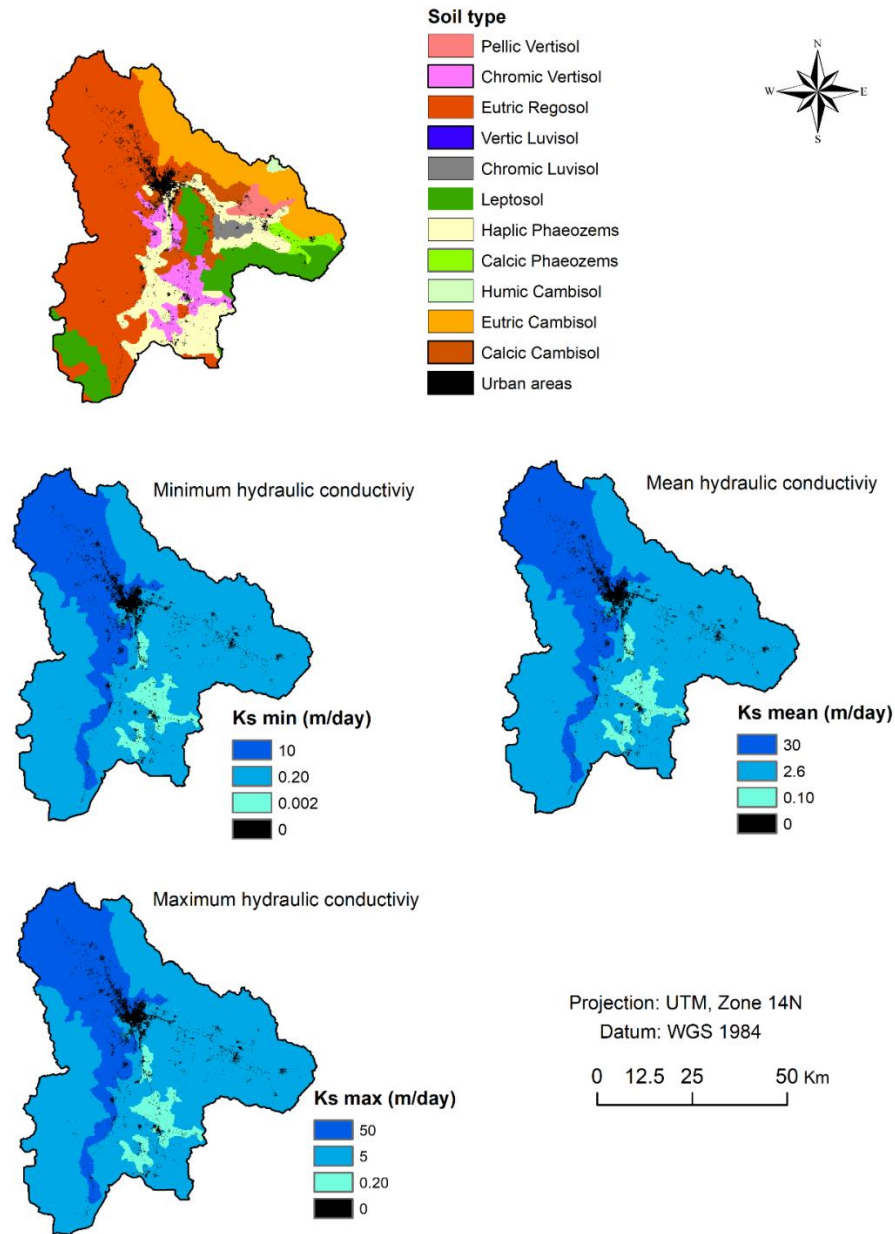 Soil type
Pellic Vertisol
Chromic Vertisol
Eutric Regosol
Vertic Luvisol
Chromic Luvisol
Leptosol
Haplic Phaeozems
Calcic Phaeozems
Humic Cambisol
Eutric Cambisol
Calcic Cambisol
Urban areas
N
W E
S
Minimum hydraulic conductiviy
Ks min (m/day)
10
0.20
0.002
0
Mean hydraulic conductiviy
Ks mean (m/day)
30
2.6
0.10
0
Maximum hydraulic conductiviy
Ks max (m/day)
50
5
0.20
0
Projection: UTM, Zone 14N
Datum: WGS 1984
0 12.5 25 50 Km